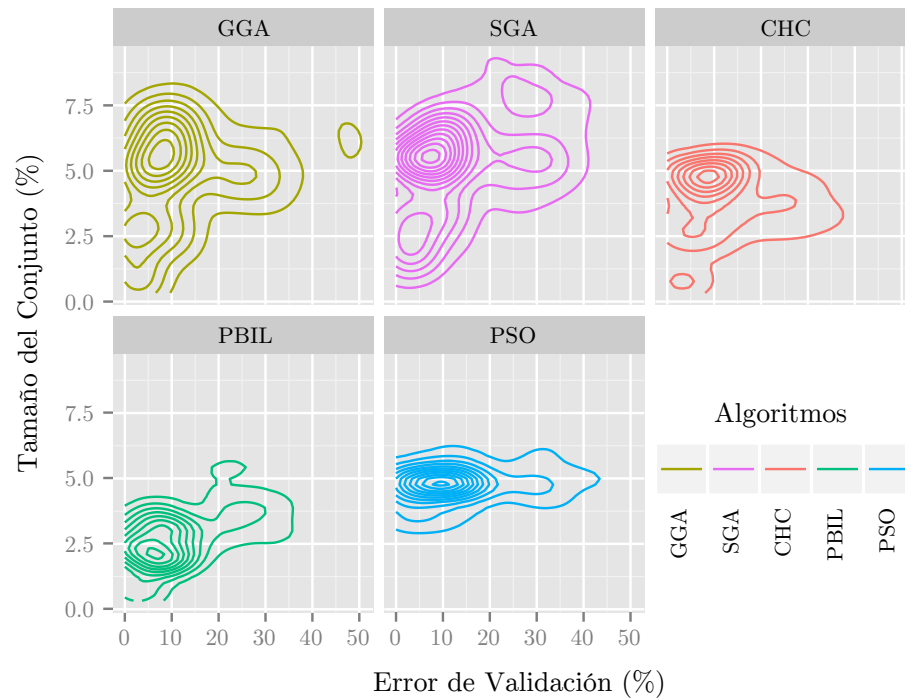 GGA SGA CHC
7.5
5.0
2.5
0.0
Tamaño del Conjunto (%)
PBIL PSO
7.5
5.0
2.5
0.0
0 10 20 30 40 50 0 10 20 30 40 50
Error de Validación (%)
Algoritmos
GGA SGA CHC PBIL PSO